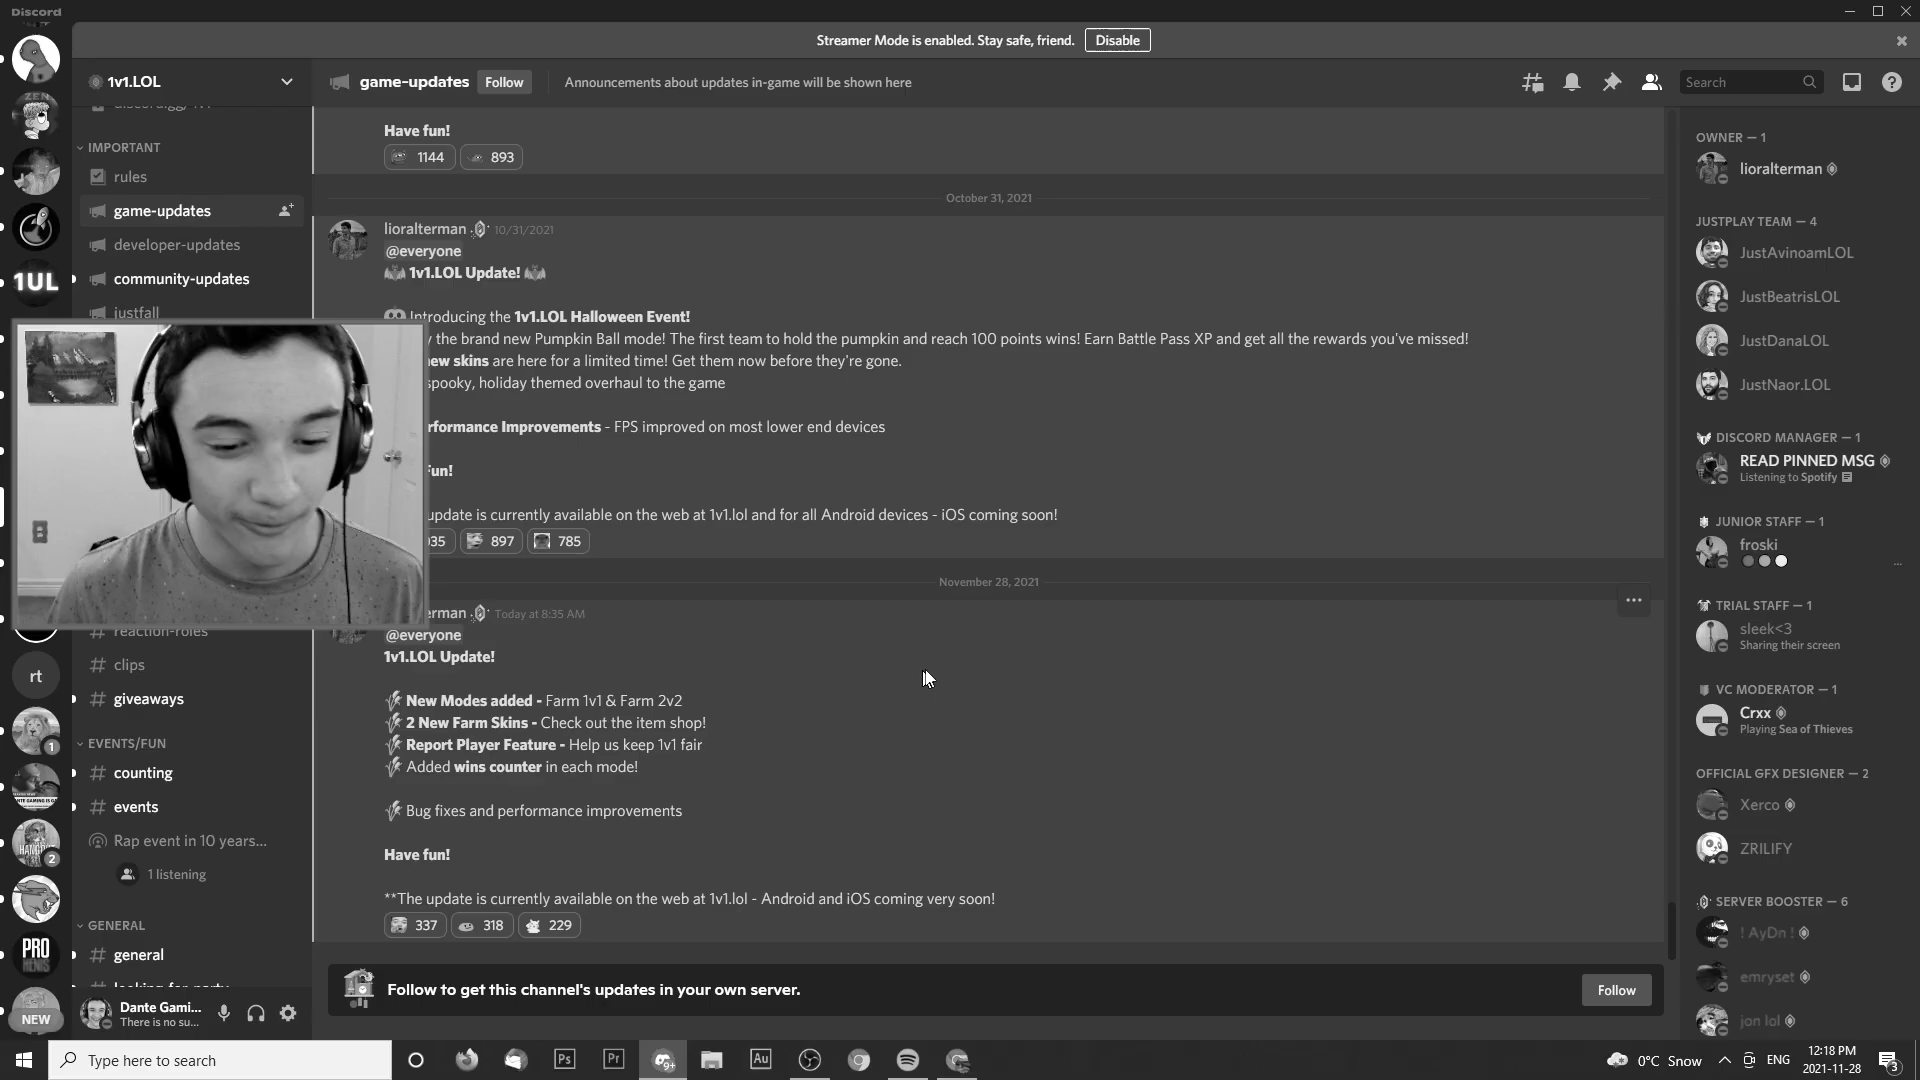 Discord
Streamer Mode is enabled. Stay safe, friend. Disable
ZEN
1UL
rt
1
2
PRO
NEW
1v1.LOL
IMPORTANT
rules
game-updates
developer-updates
community-updates
justfall
reaction-roles
clips
giveaways
EVENTS/FUN
counting
events
Rap event in 10 years...
1 listening
GENERAL
general
looking-for-party
Dante Gami...
There is no su...
game-updates Follow Announcements about updates in-game will be shown here
Search
Have fun!
1144 893
October 31, 2021
lioralterman 10/31/2021
@everyone
1v1.LOL Update!
Introducing the 1v1.LOL Halloween Event!
the brand new Pumpkin Ball mode! The first team to hold the pumpkin and reach 100 points wins! Earn Battle Pass XP and get all the rewards you've missed!
new skins are here for a limited time! Get them now before they're gone.
spooky, holiday themed overhaul to the game
rformance Improvements - FPS improved on most lower end devices
Fun!
update is currently available on the web at 1v1.lol and for all Android devices - iOS coming soon!
35 897 785
November 28, 2021
erman Today at 8:35 AM
@everyone
1v1.LOL Update!
New Modes added - Farm 1v1 & Farm 2v2
2 New Farm Skins - Check out the item shop!
Report Player Feature - Help us keep 1v1 fair
Added wins counter in each mode!
Bug fixes and performance improvements
Have fun!
**The update is currently available on the web at 1v1.lol - Android and iOS coming very soon!
337 318 229
Follow to get this channel's updates in your own server. Follow
OWNER — 1
lioralterman
JUSTPLAY TEAM — 4
JustAvinoamLOL
JustBeatrisLOL
JustDanaLOL
JustNaor.LOL
DISCORD MANAGER — 1
READ PINNED MSG
Listening to Spotify
JUNIOR STAFF — 1
froski
TRIAL STAFF — 1
sleek<3
Sharing their screen
VC MODERATOR — 1
Crxx
Playing Sea of Thieves
OFFICIAL GFX DESIGNER — 2
Xerco
ZRILIFY
SERVER BOOSTER — 6
! AyDn !
emryset
jon lol
Type here to search
Ps
Pr
9+
Au
0°C Snow
ENG
12:18 PM
2021-11-28
3